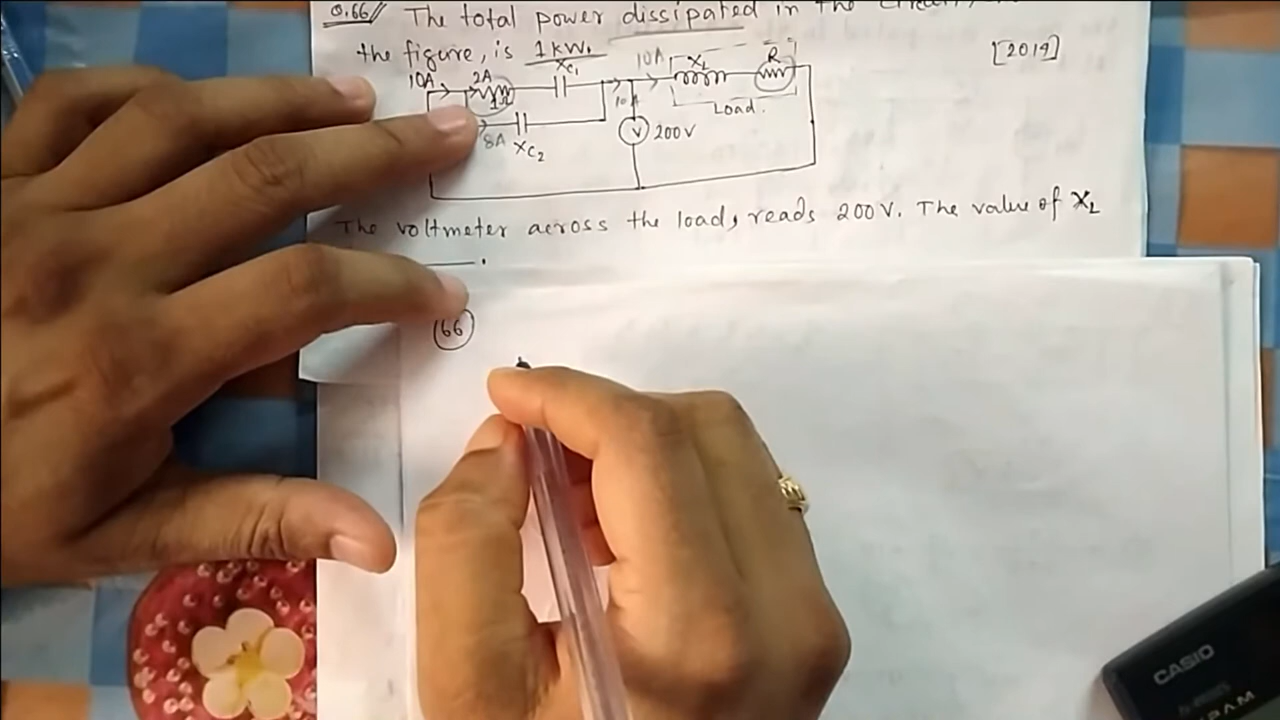 Q.66 The total power dissipated in the
the figure, is 1 kW.
[2019]
10A 2A XC1 10A XL R
1Ω
10A Load.
8A XC2 V 200V
The voltmeter across the load, reads 200V. The value of XL
.
66
CASIO